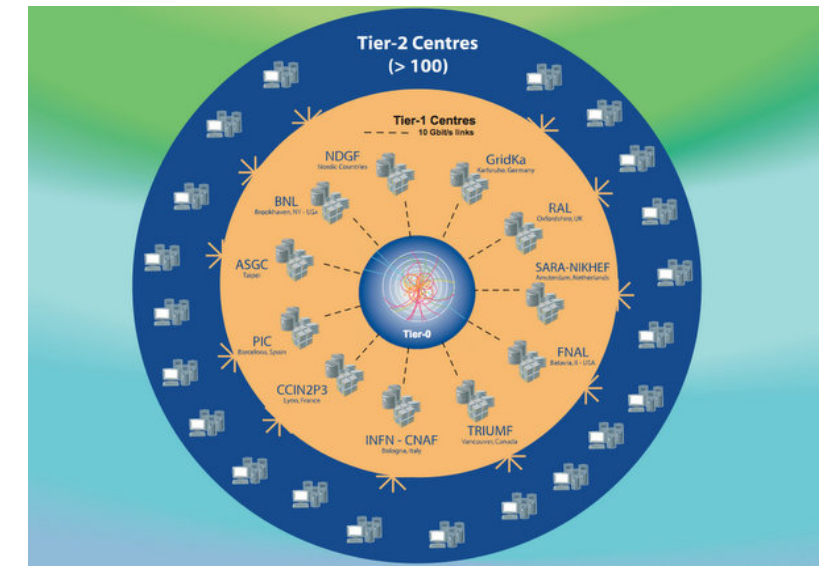 Tier-2 Centres
(> 100)
Tier-1 Centres
10 Gbit/s links
NDGF
Nordic Countries
GridKa
Karlsruhe, Germany
BNL
Brookhaven, NY - USA
RAL
Oxfordshire, UK
ASGC
Taipei
SARA-NIKHEF
Amsterdam, Netherlands
Tier-0
PIC
Barcelona, Spain
FNAL
Batavia, Il - USA
CCIN2P3
Lyon, France
TRIUMF
Vancouver, Canada
INFN - CNAF
Bologna, Italy